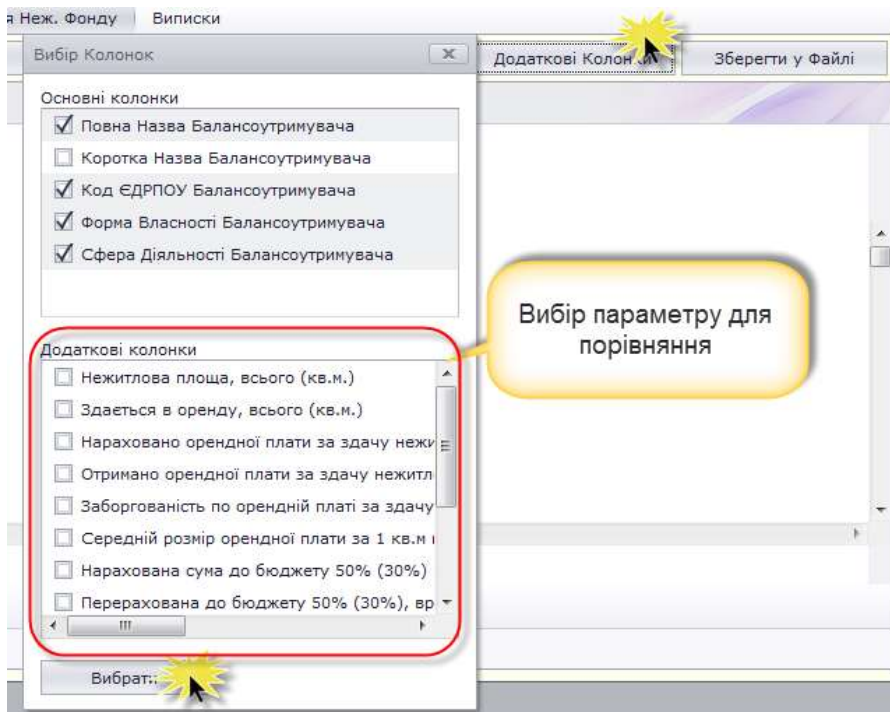 я Неж. Фонду Виписки
Вибір Колонок
Додаткові Колонки
Зберегти у Файлі
Основні колонки
Повна Назва Балансоутримувача
Коротка Назва Балансоутримувача
Код ЄДРПОУ Балансоутримувача
Форма Власності Балансоутримувача
Сфера Діяльності Балансоутримувача
Вибір параметру для
порівняння
Додаткові колонки
Нежитлова площа, всього (кв.м.)
Здається в оренду, всього (кв.м.)
Нараховано орендної плати за здачу нежи
Отримано орендної плати за здачу нежитл
Заборгованість по орендній платі за здачу
Середній розмір орендної плати за 1 кв.м
Нарахована сума до бюджету 50% (30%)
Перерахована до бюджету 50% (30%), вр
Вибрат